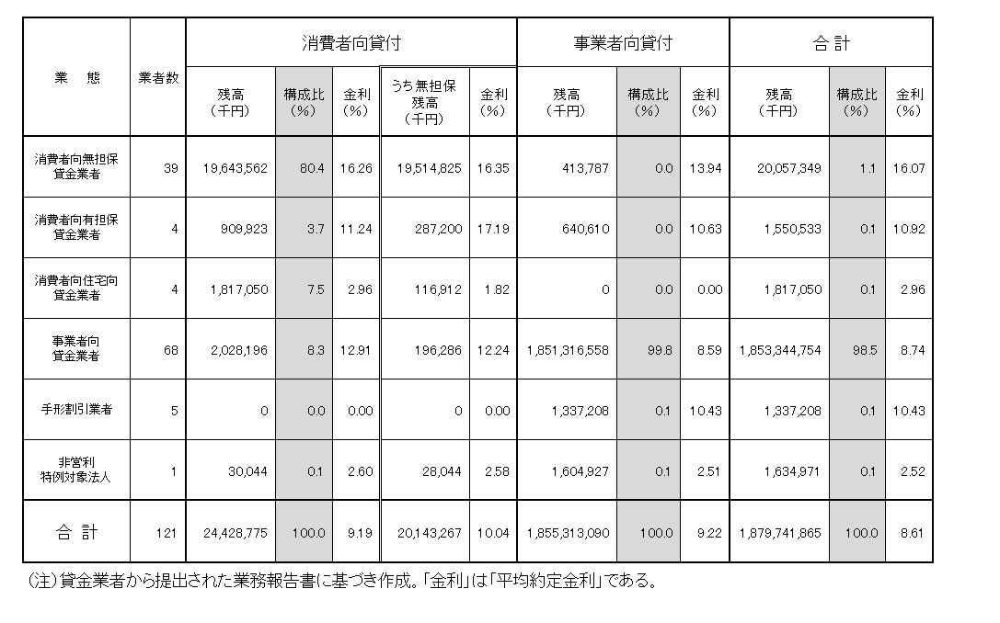 業 態 業者数 消費者向貸付 事業者向貸付 合 計
残高（千円） 構成比（％） 金利（％） うち無担保残高（千円） 金利（％） 残高（千円） 構成比（％） 金利（％） 残高（千円） 構成比（％） 金利（％）
消費者向無担保貸金業者 39 19,643,562 80.4 16.26 19,514,825 16.35 413,787 0.0 13.94 20,057,349 1.1 16.07
消費者向有担保貸金業者 4 909,923 3.7 11.24 287,200 17.19 640,610 0.0 10.63 1,550,533 0.1 10.92
消費者向住宅向貸金業者 4 1,817,050 7.5 2.96 116,912 1.82 0 0.0 0.00 1,817,050 0.1 2.96
事業者向貸金業者 68 2,028,196 8.3 12.91 196,286 12.24 1,851,316,558 99.8 8.59 1,853,344,754 98.5 8.74
手形割引業者 5 0 0.0 0.00 0 0.00 1,337,208 0.1 10.43 1,337,208 0.1 10.43
非営利特例対象法人 1 30,044 0.1 2.60 28,044 2.58 1,604,927 0.1 2.51 1,634,971 0.1 2.52
合 計 121 24,428,775 100.0 9.19 20,143,267 10.04 1,855,313,090 100.0 9.22 1,879,741,865 100.0 8.61
（注）貸金業者から提出された業務報告書に基づき作成。「金利」は「平均約定金利」である。